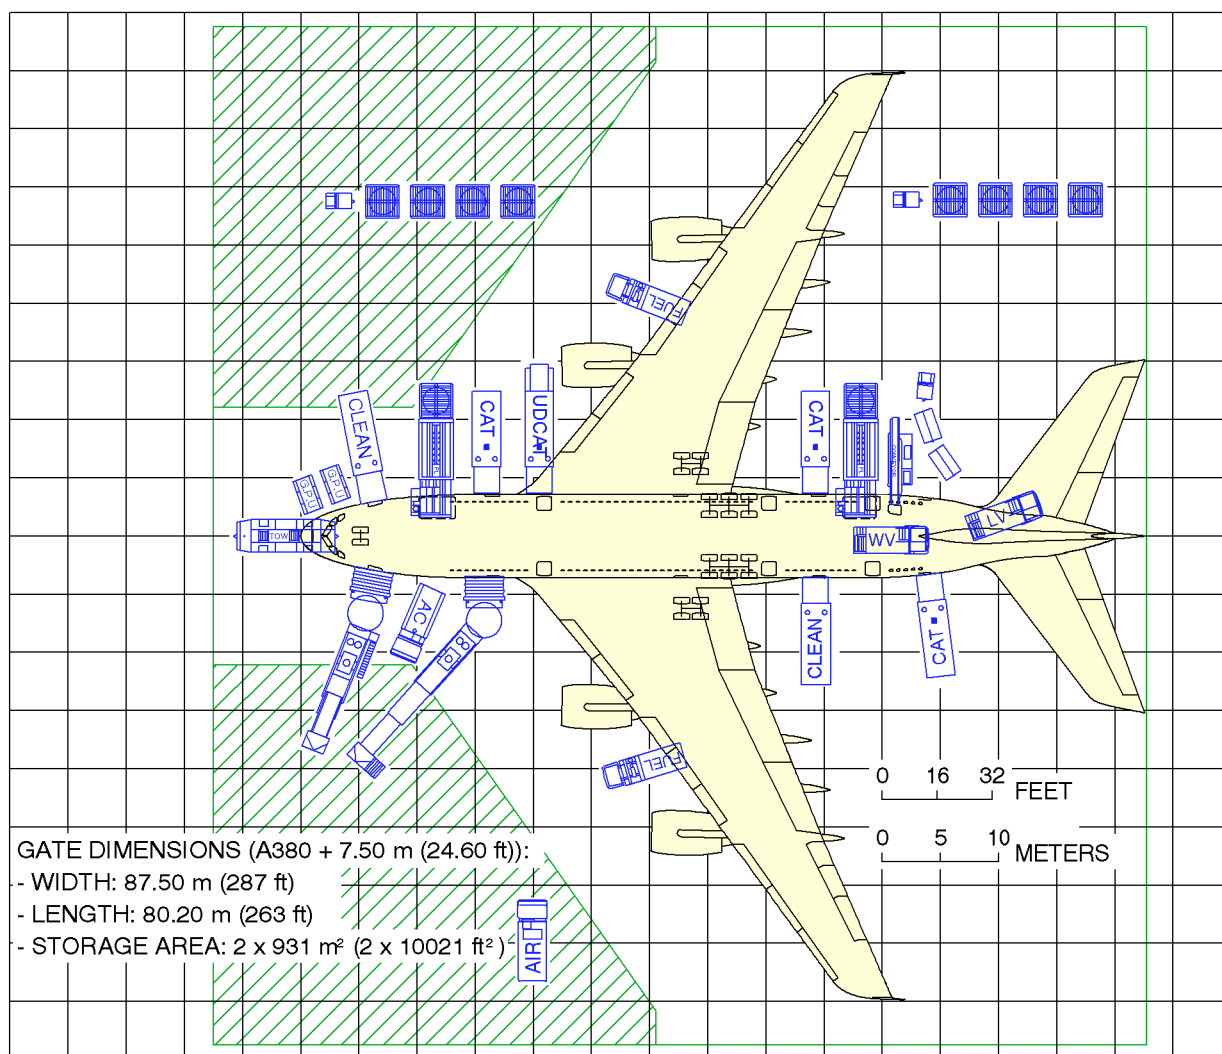 FUEL
CLEAN
CAT
UDCAT
CAT
GPU
GPU
TOW
WV
LV
AC
CLEAN
CAT
FUEL
0 16 32
FEET
0 5 10
METERS
GATE DIMENSIONS (A380 + 7.50 m (24.60 ft)):
- WIDTH: 87.50 m (287 ft)
- LENGTH: 80.20 m (263 ft)
- STORAGE AREA: 2 x 931 m² (2 x 10021 ft²)
AIR